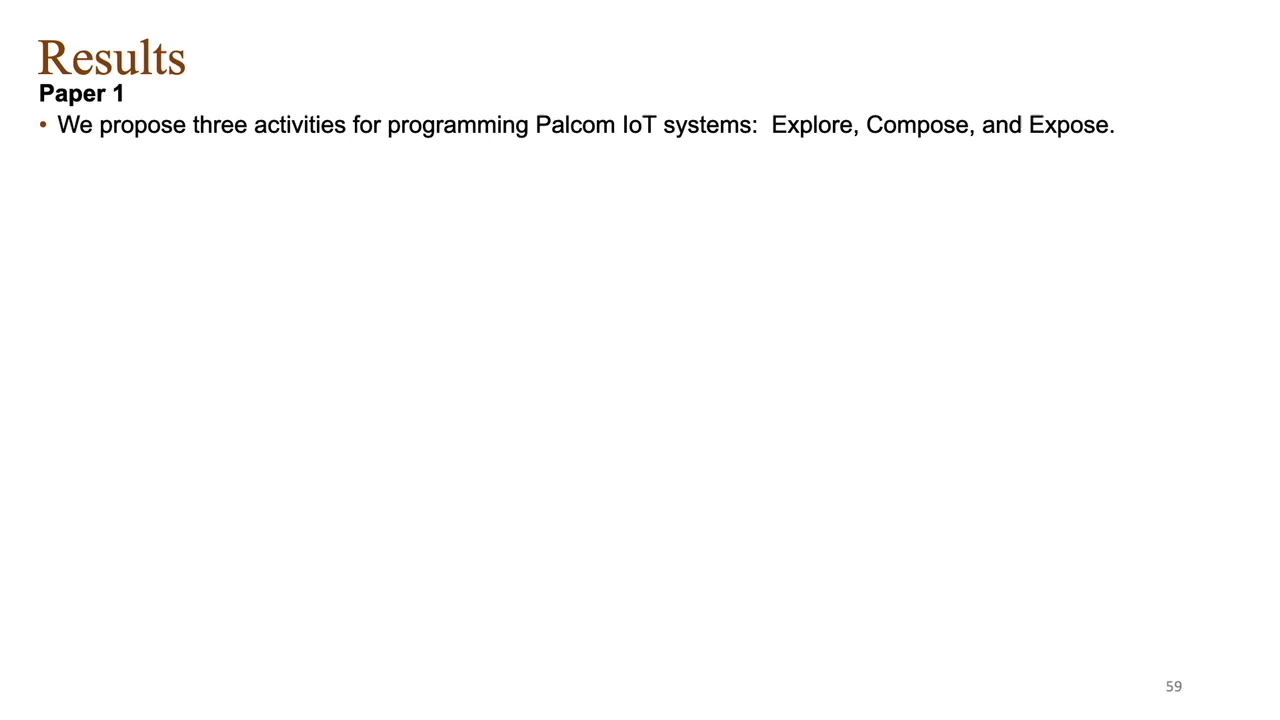 Results
Paper 1
• We propose three activities for programming Palcom IoT systems:  Explore, Compose, and Expose.
59